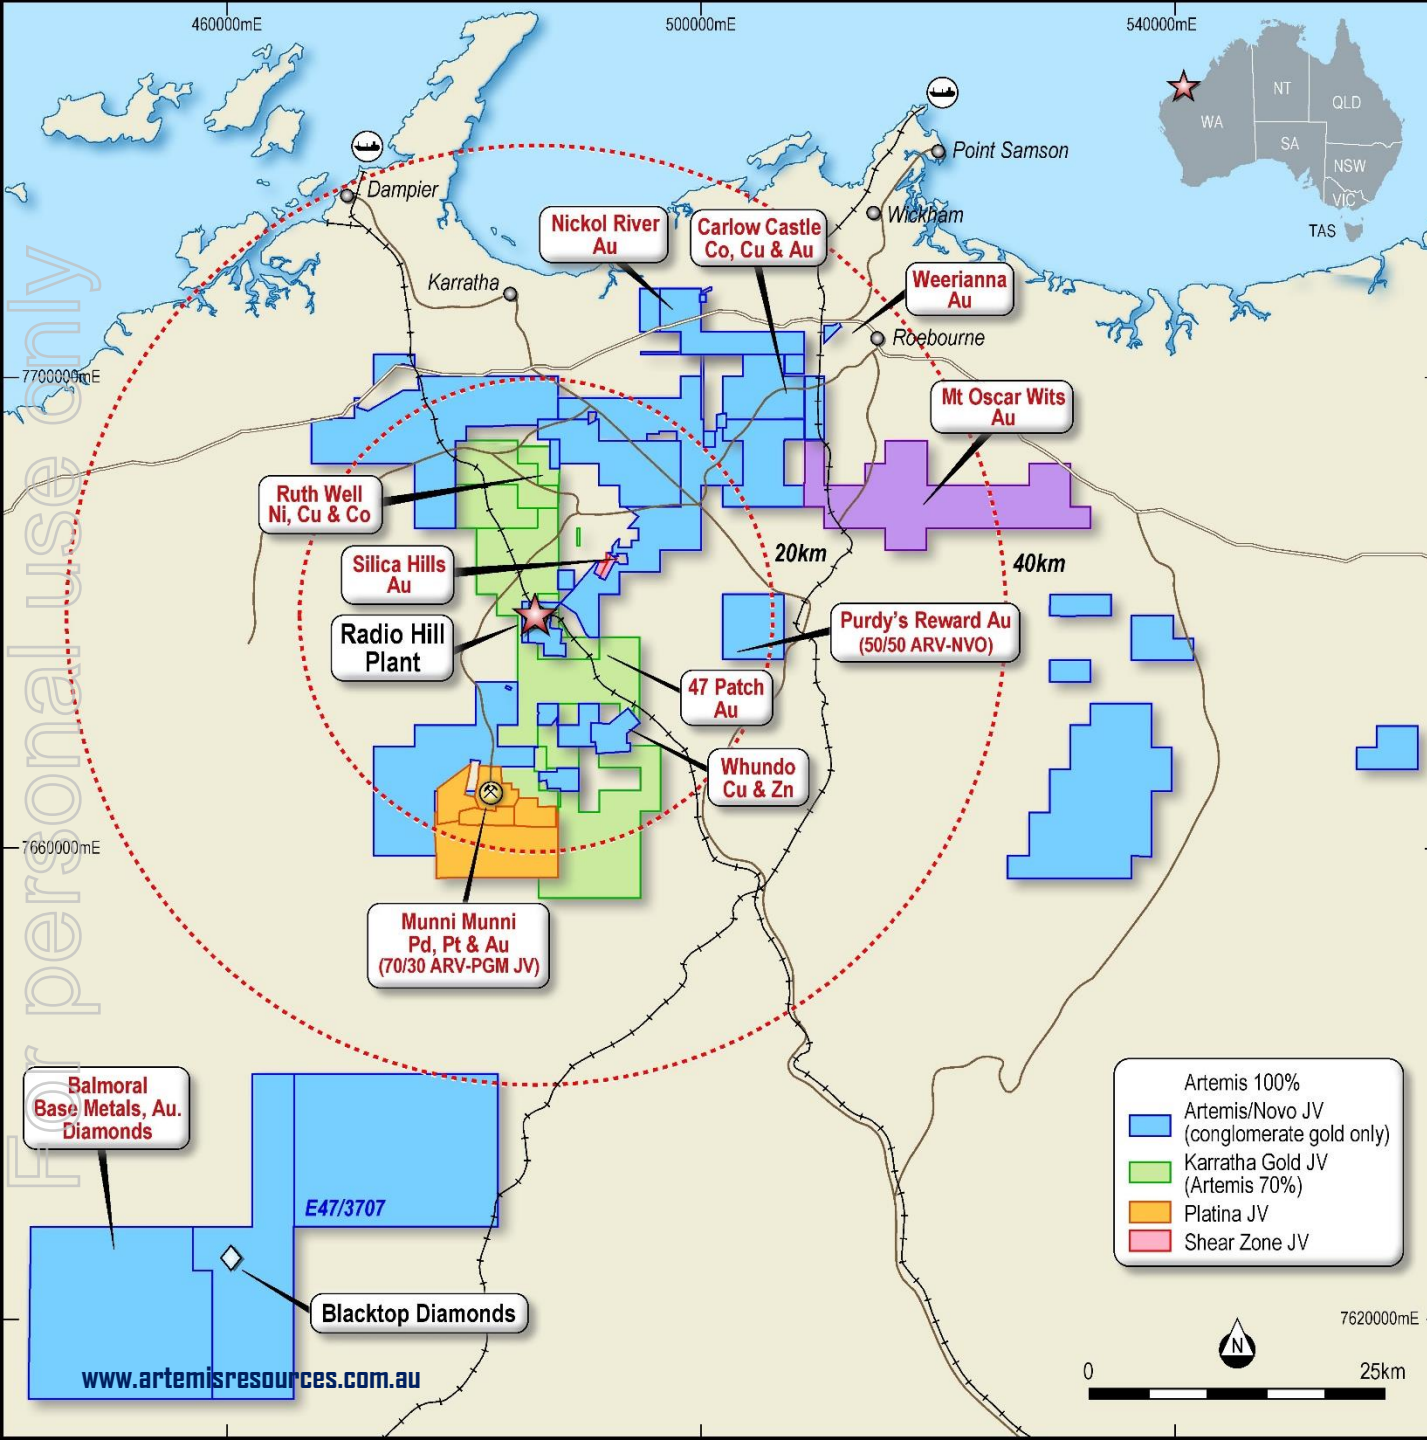 460000mE
500000mE
540000mE
NT
QLD
WA
SA
NSW
VIC
TAS
Point Samson
Dampier
Wickham
Nickol River
Au
Carlow Castle
Co, Cu & Au
Karratha
Weerianna
Au
Roebourne
7700000mE
Mt Oscar Wits
Au
Ruth Well
Ni, Cu & Co
Silica Hills
Au
20km
40km
Radio Hill
Plant
Purdy's Reward Au
(50/50 ARV-NVO)
47 Patch
Au
Whundo
Cu & Zn
7660000mE
Munni Munni
Pd, Pt & Au
(70/30 ARV-PGM JV)
Balmoral
Base Metals, Au.
Diamonds
E47/3707
Blacktop Diamonds
Artemis 100%
Artemis/Novo JV
(conglomerate gold only)
Karratha Gold JV
(Artemis 70%)
Platina JV
Shear Zone JV
7620000mE
N
0
25km
www.artemisresources.com.au
For personal use only